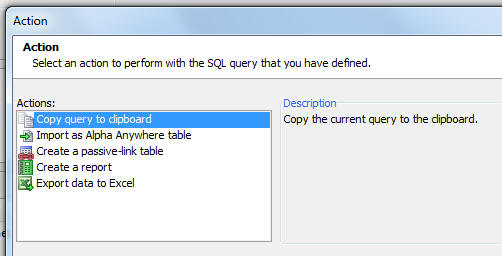 Action
Action
Select an action to perform with the SQL query that you have defined.
Actions:
Copy query to clipboard
Import as Alpha Anywhere table
Create a passive-link table
Create a report
Export data to Excel
Description
Copy the current query to the clipboard.